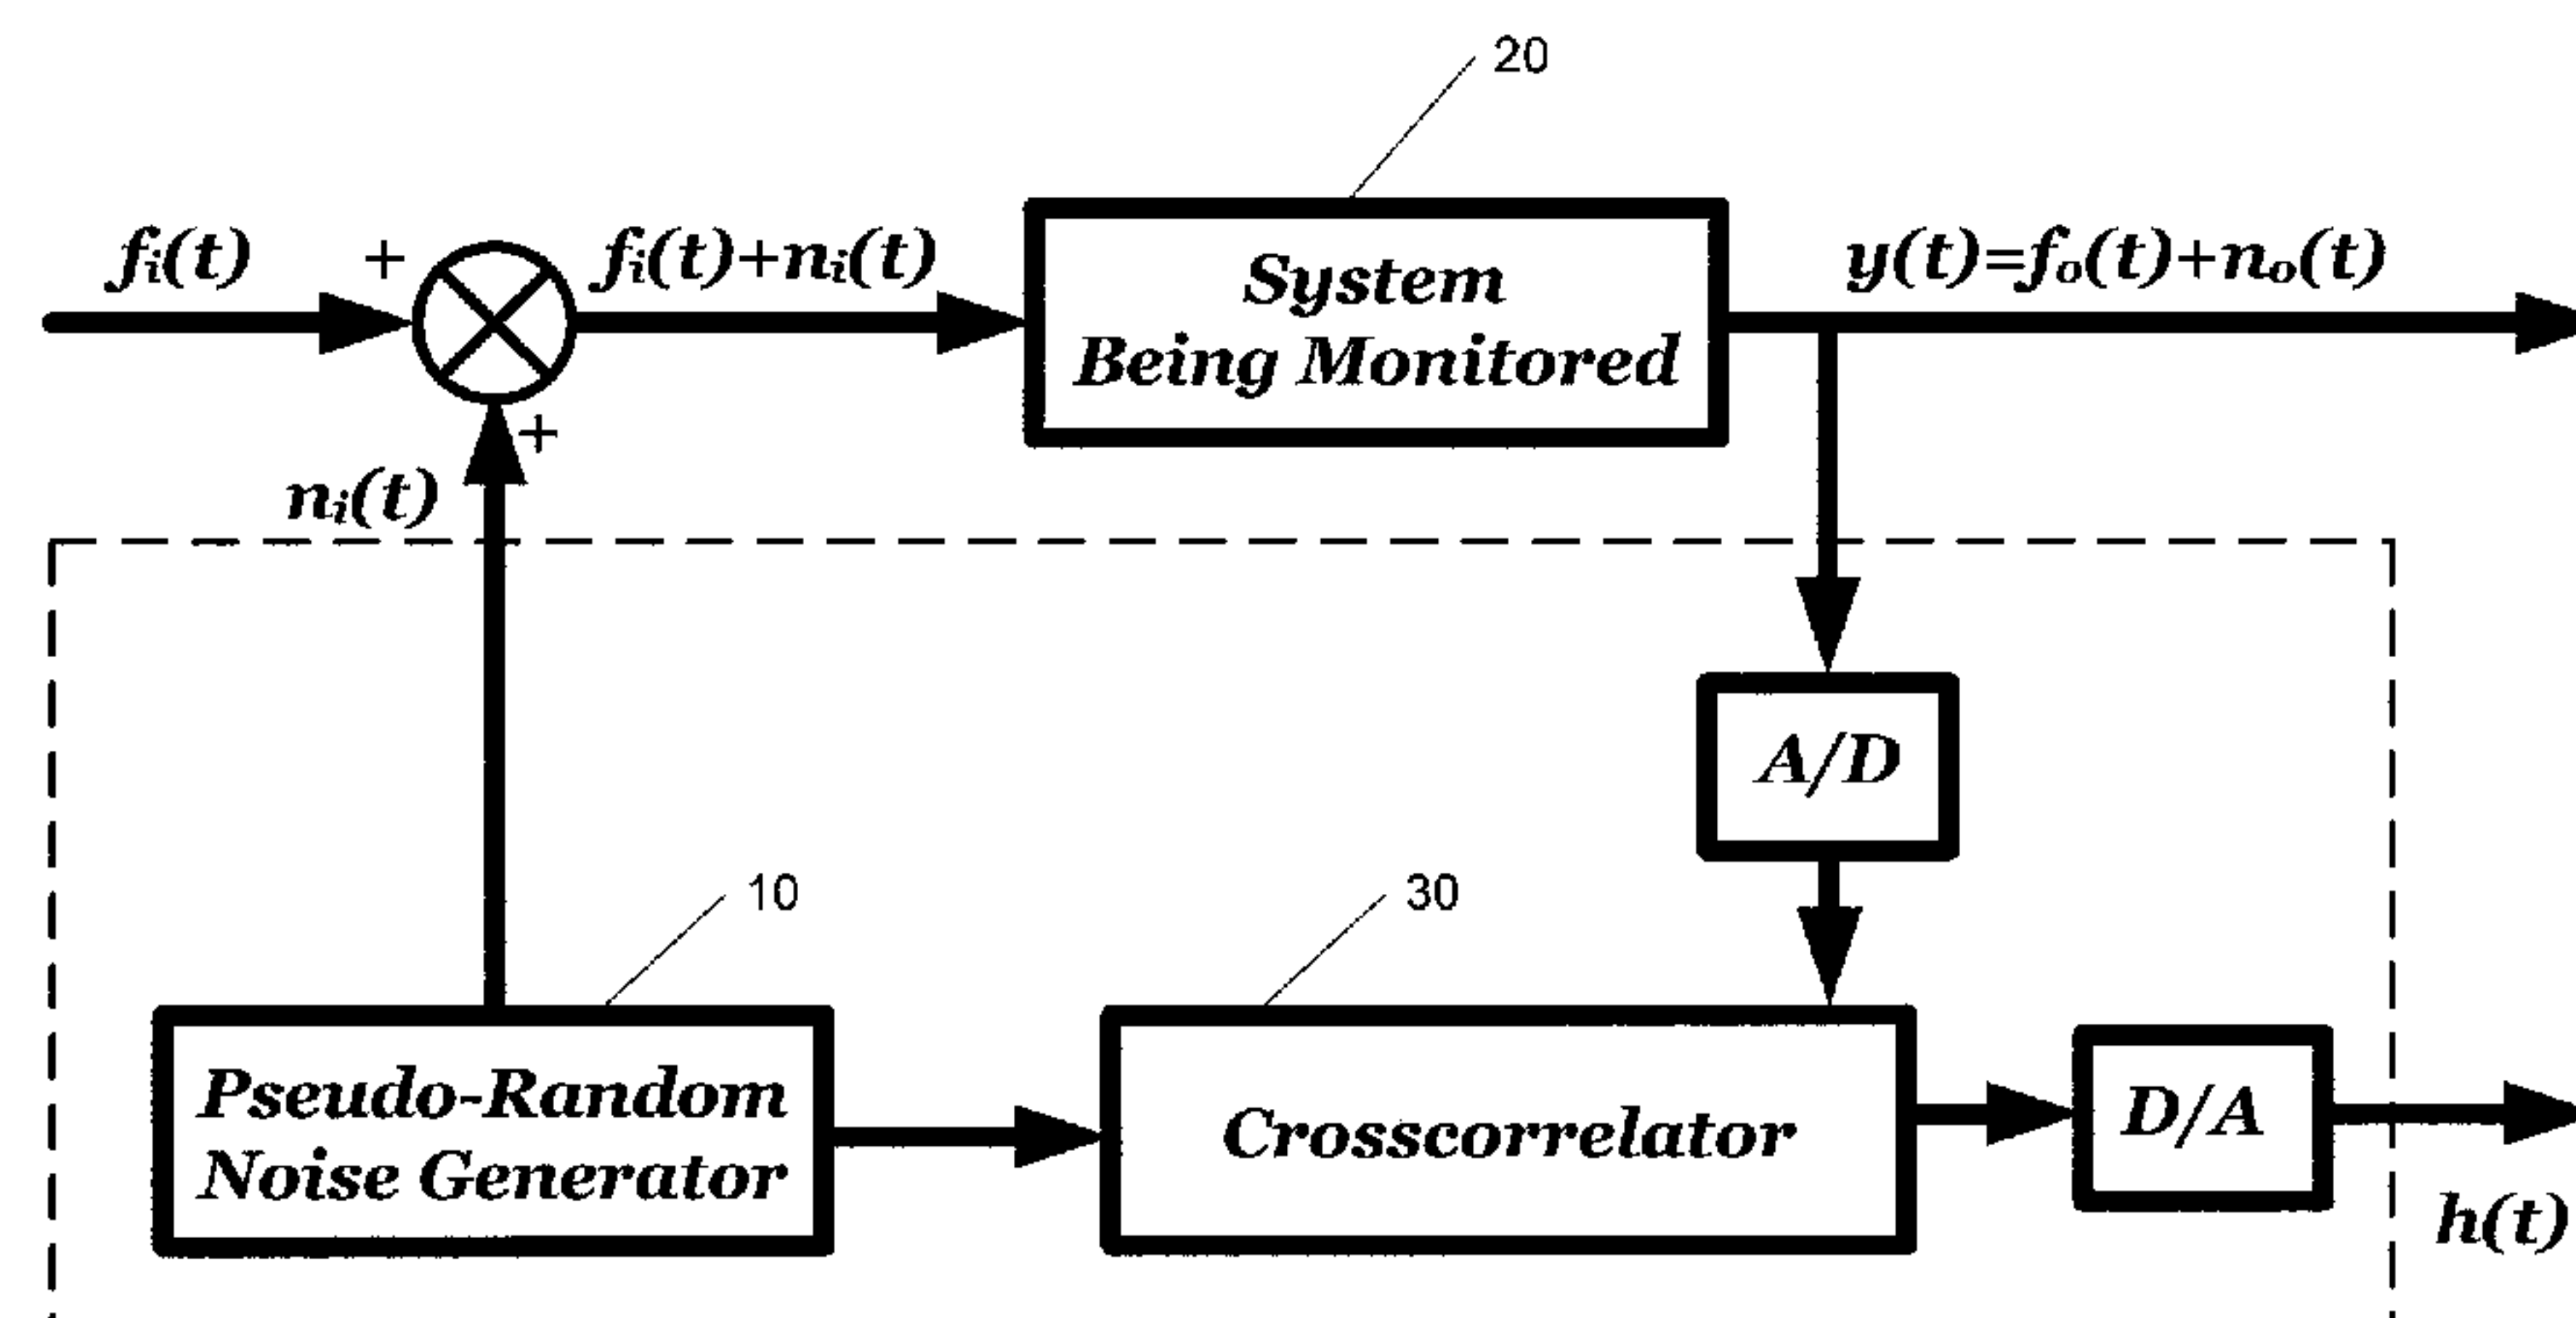 20
fi(t)
+
fi(t)+ni(t)
System
Being Monitored
y(t)=fo(t)+no(t)
+
ni(t)
A/D
10
30
Pseudo-Random
Noise Generator
Crosscorrelator
D/A
h(t)